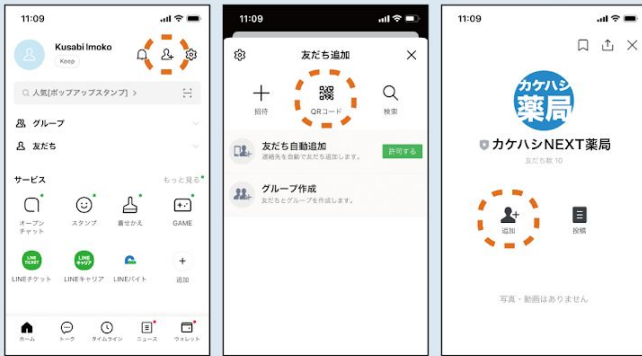 11:09
Kusabi Imoko
Keep
人気[ポップアップスタンプ] >
グループ
友だち
サービス
もっと見る
オープンチャット
スタンプ
着せかえ
GAME
LINE TICKET
LINE キャリア
LINEチケット
LINEキャリア
LINEバイト
追加
ホーム
トーク
タイムライン
ニュース
ウォレット
11:09
友だち追加
招待
QRコード
検索
友だち自動追加
連絡先を自動で友だち追加します。
許可する
グループ作成
友だちとグループを作成します。
11:09
カケハシ
薬局
カケハシNEXT薬局
友だち数 10
追加
投稿
写真・動画はありません